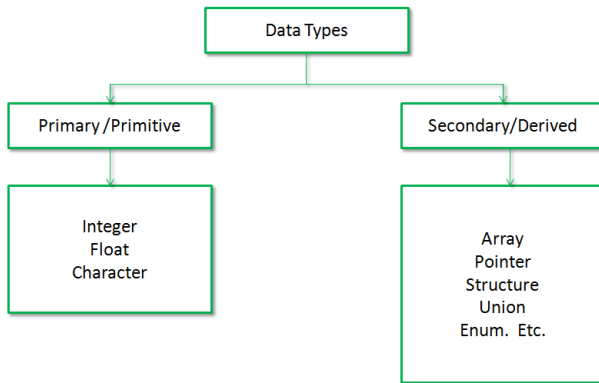 Data Types
Primary /Primitive
Secondary/Derived
Integer
Float
Character
Array
Pointer
Structure
Union
Enum. Etc.